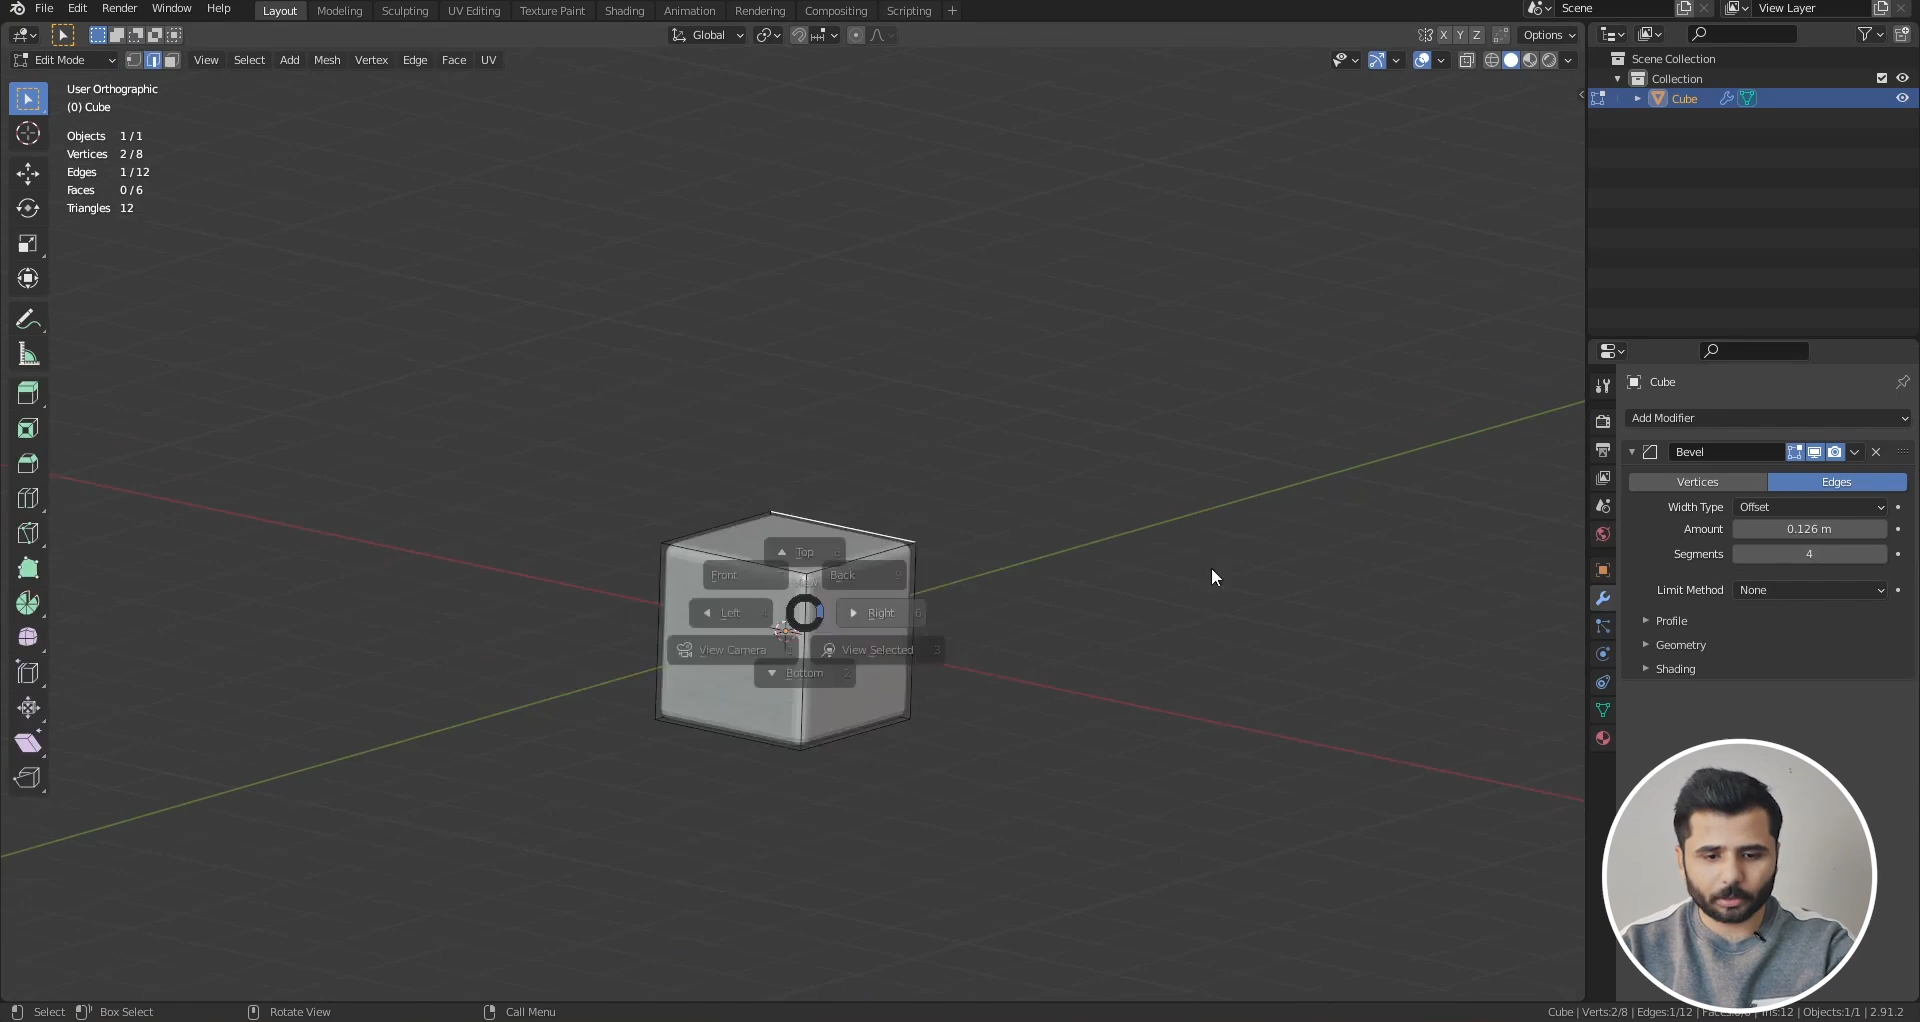 File Edit Render Window Help Layout Modeling Sculpting UV Editing Texture Paint Shading Animation Rendering Compositing Scripting Scene View Layer
Global X Y Z Options
Edit Mode View Select Add Mesh Vertex Edge Face UV
User Orthographic
(0) Cube
Objects 1/1
Vertices 2/8
Edges 1/12
Faces 0/6
Triangles 12
Top
Front Back 9
Left Right 6
View Camera View Selected 3
Bottom 2
Scene Collection
Collection
Cube
Cube
Add Modifier
Bevel
Vertices Edges
Width Type Offset
Amount 0.126 m
Segments 4
Limit Method None
Profile
Geometry
Shading
Select Box Select Rotate View Call Menu
Cube | Verts:2/8 | Edges:1/12 | Objects:1/1 | 2.91.2